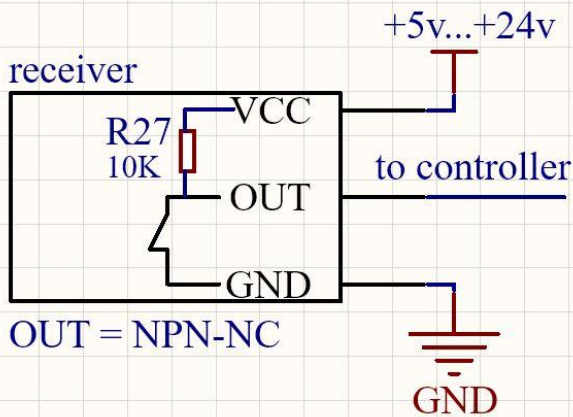 +5v...+24v
receiver
VCC
R27
10K
to controller
OUT
GND
OUT = NPN-NC
GND